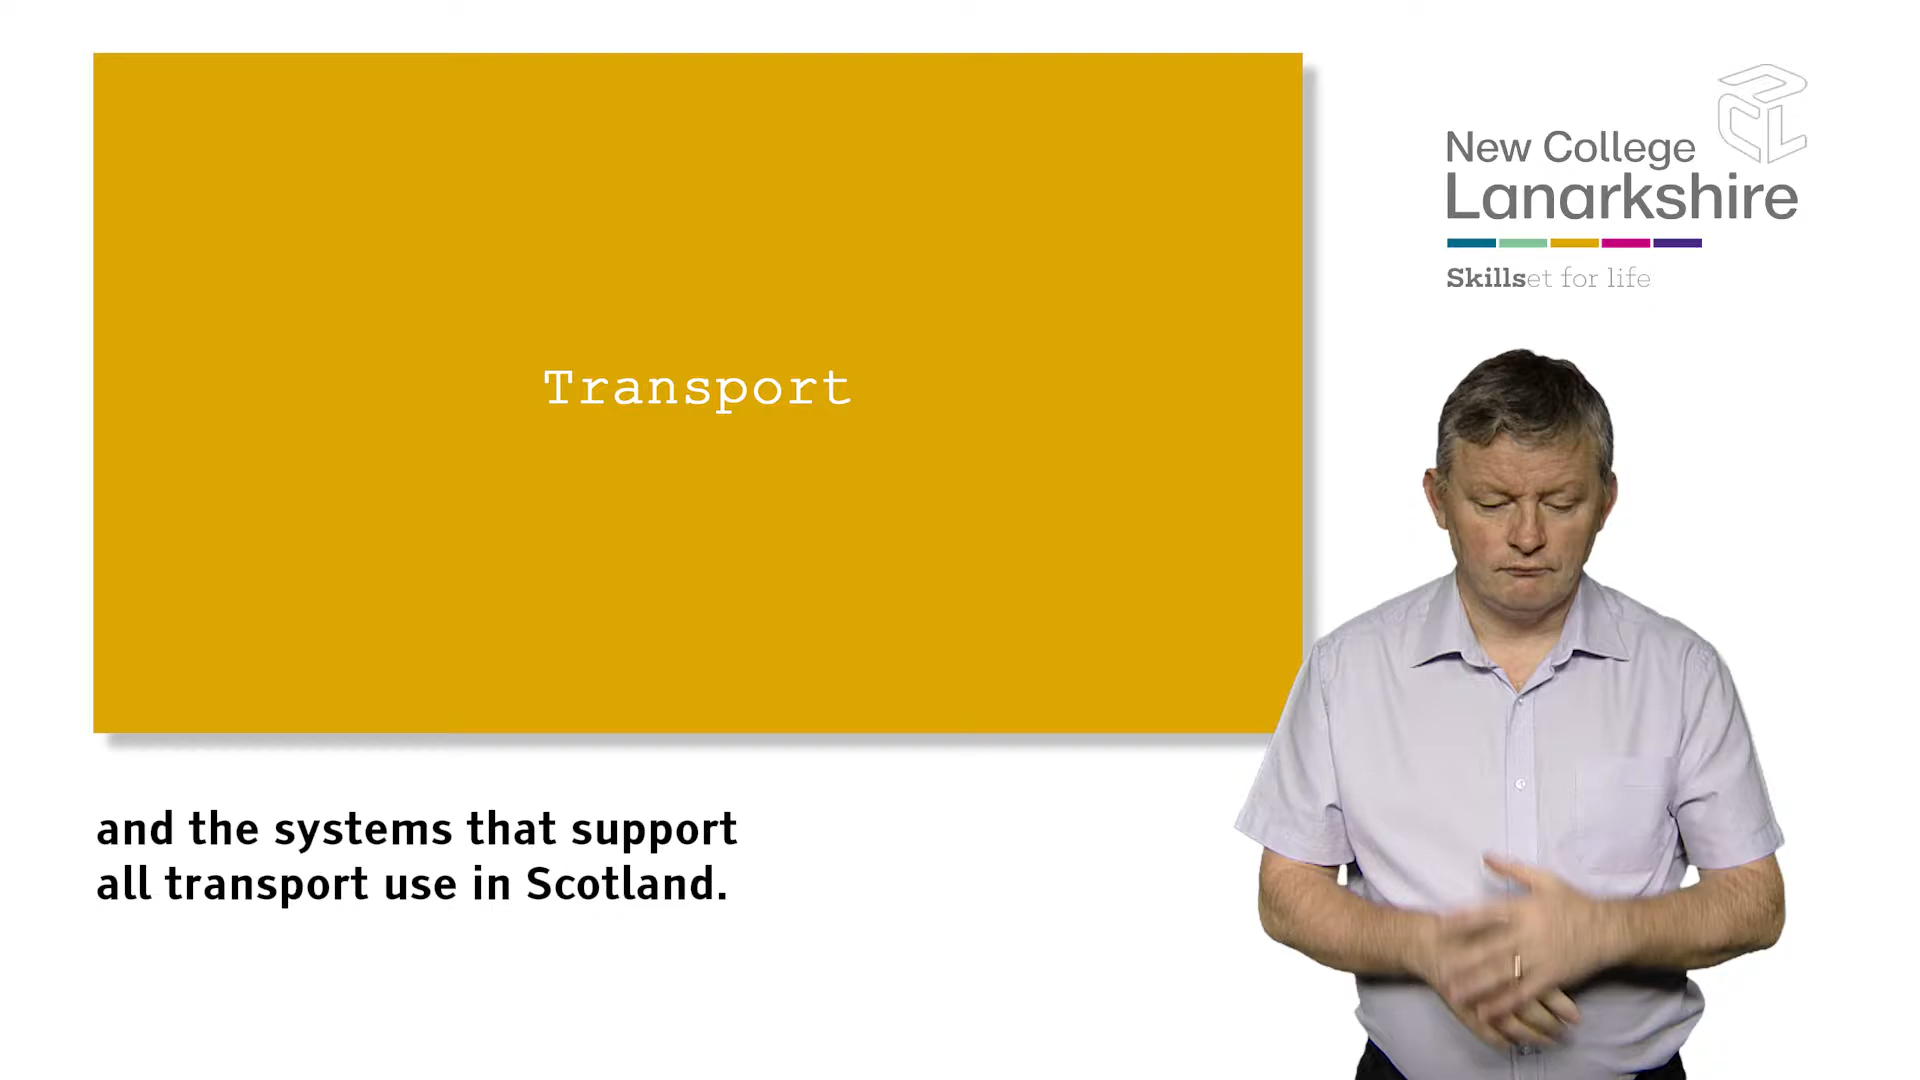 Transport
New College
Lanarkshire
Skillset for life
and the systems that support
all transport use in Scotland.